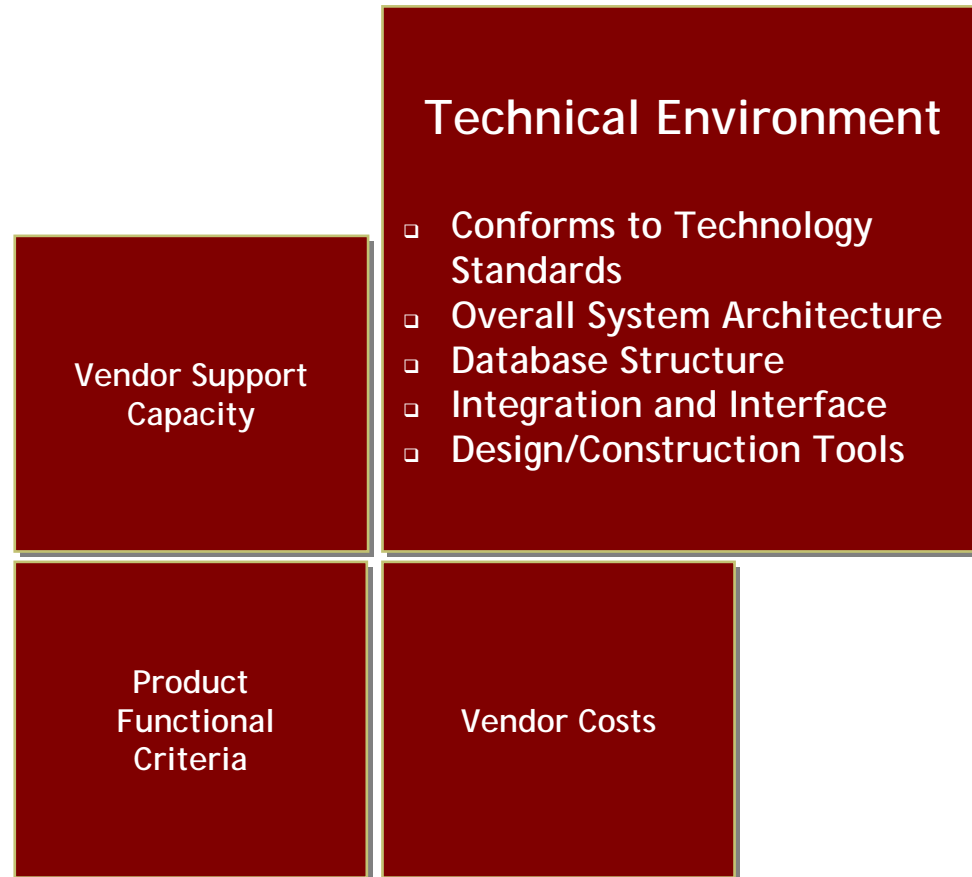 Technical Environment
❑ Conforms to Technology
Standards
❑ Overall System Architecture
❑ Database Structure
❑ Integration and Interface
❑ Design/Construction Tools
Vendor Support
Capacity
Product
Functional
Criteria
Vendor Costs